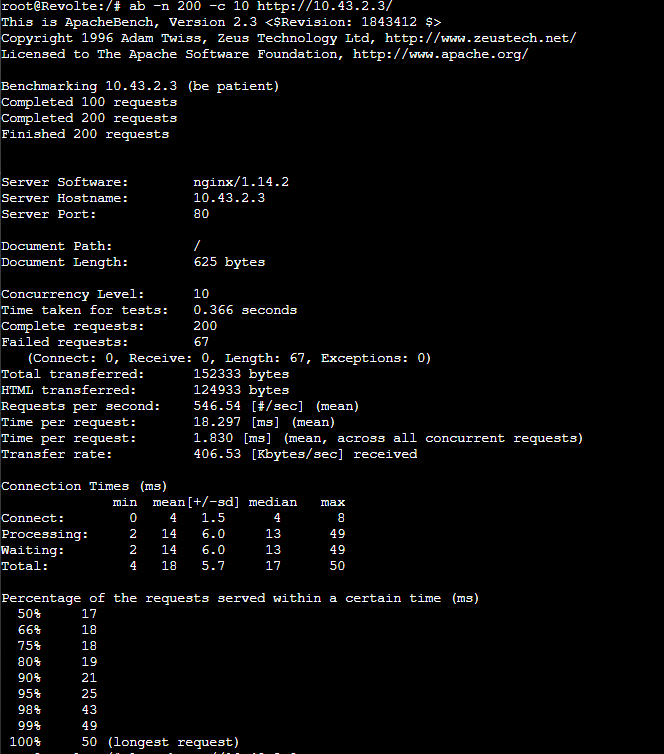 root@Revolte:/# ab -n 200 -c 10 http://10.43.2.3/
This is ApacheBench, Version 2.3 <$Revision: 1843412 $>
Copyright 1996 Adam Twiss, Zeus Technology Ltd, http://www.zeustech.net/
Licensed to The Apache Software Foundation, http://www.apache.org/
Benchmarking 10.43.2.3 (be patient)
Completed 100 requests
Completed 200 requests
Finished 200 requests
Server Software: nginx/1.14.2
Server Hostname: 10.43.2.3
Server Port: 80
Document Path: /
Document Length: 625 bytes
Concurrency Level: 10
Time taken for tests: 0.366 seconds
Complete requests: 200
Failed requests: 67
(Connect: 0, Receive: 0, Length: 67, Exceptions: 0)
Total transferred: 152333 bytes
HTML transferred: 124933 bytes
Requests per second: 546.54 [#/sec] (mean)
Time per request: 18.297 [ms] (mean)
Time per request: 1.830 [ms] (mean, across all concurrent requests)
Transfer rate: 406.53 [Kbytes/sec] received
Connection Times (ms)
min mean[+/-sd] median max
Connect: 0 4 1.5 4 8
Processing: 2 14 6.0 13 49
Waiting: 2 14 6.0 13 49
Total: 4 18 5.7 17 50
Percentage of the requests served within a certain time (ms)
50% 17
66% 18
75% 18
80% 19
90% 21
95% 25
98% 43
99% 49
100% 50 (longest request)